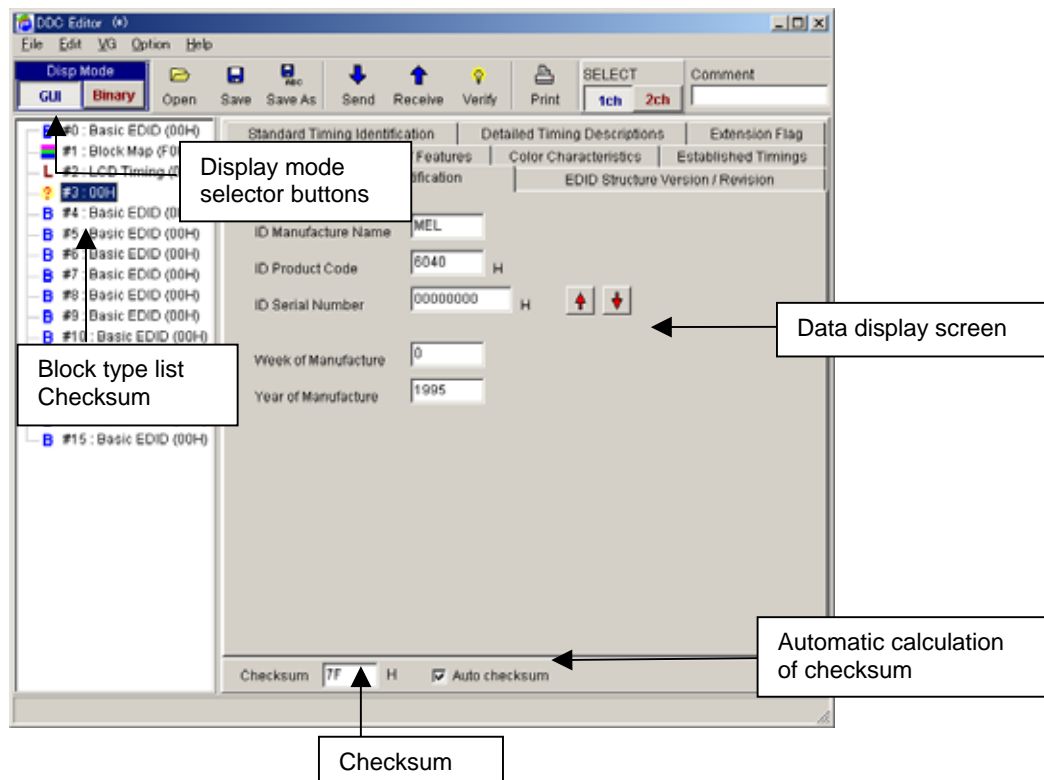 DDC Editor (*)
File Edit VG Option Help
Disp Mode
GUI Binary
Open Save Save As Send Receive Verify Print
ABC
SELECT
1ch 2ch
Comment
#0 : Basic EDID (00H)
#1 : Block Map (F0
L #2 : LCD Timing
? #3 : 00H
B #4 : Basic EDID
B #5 : Basic EDID (00H)
B #6 : Basic EDID (00H)
B #7 : Basic EDID (00H)
B #8 : Basic EDID (00H)
B #9 : Basic EDID (00H)
B #10 : Basic EDID (00H)
B #15 : Basic EDID (00H)
Standard Timing Identification Detailed Timing Descriptions Extension Flag
Features Color Characteristics Established Timings
EDID Structure Version / Revision
ID Manufacture Name MEL
ID Product Code 6040 H
ID Serial Number 00000000 H
Week of Manufacture 0
Year of Manufacture 1995
Checksum 7F H Auto checksum
Display mode
selector buttons
Block type list
Checksum
Data display screen
Automatic calculation
of checksum
Checksum